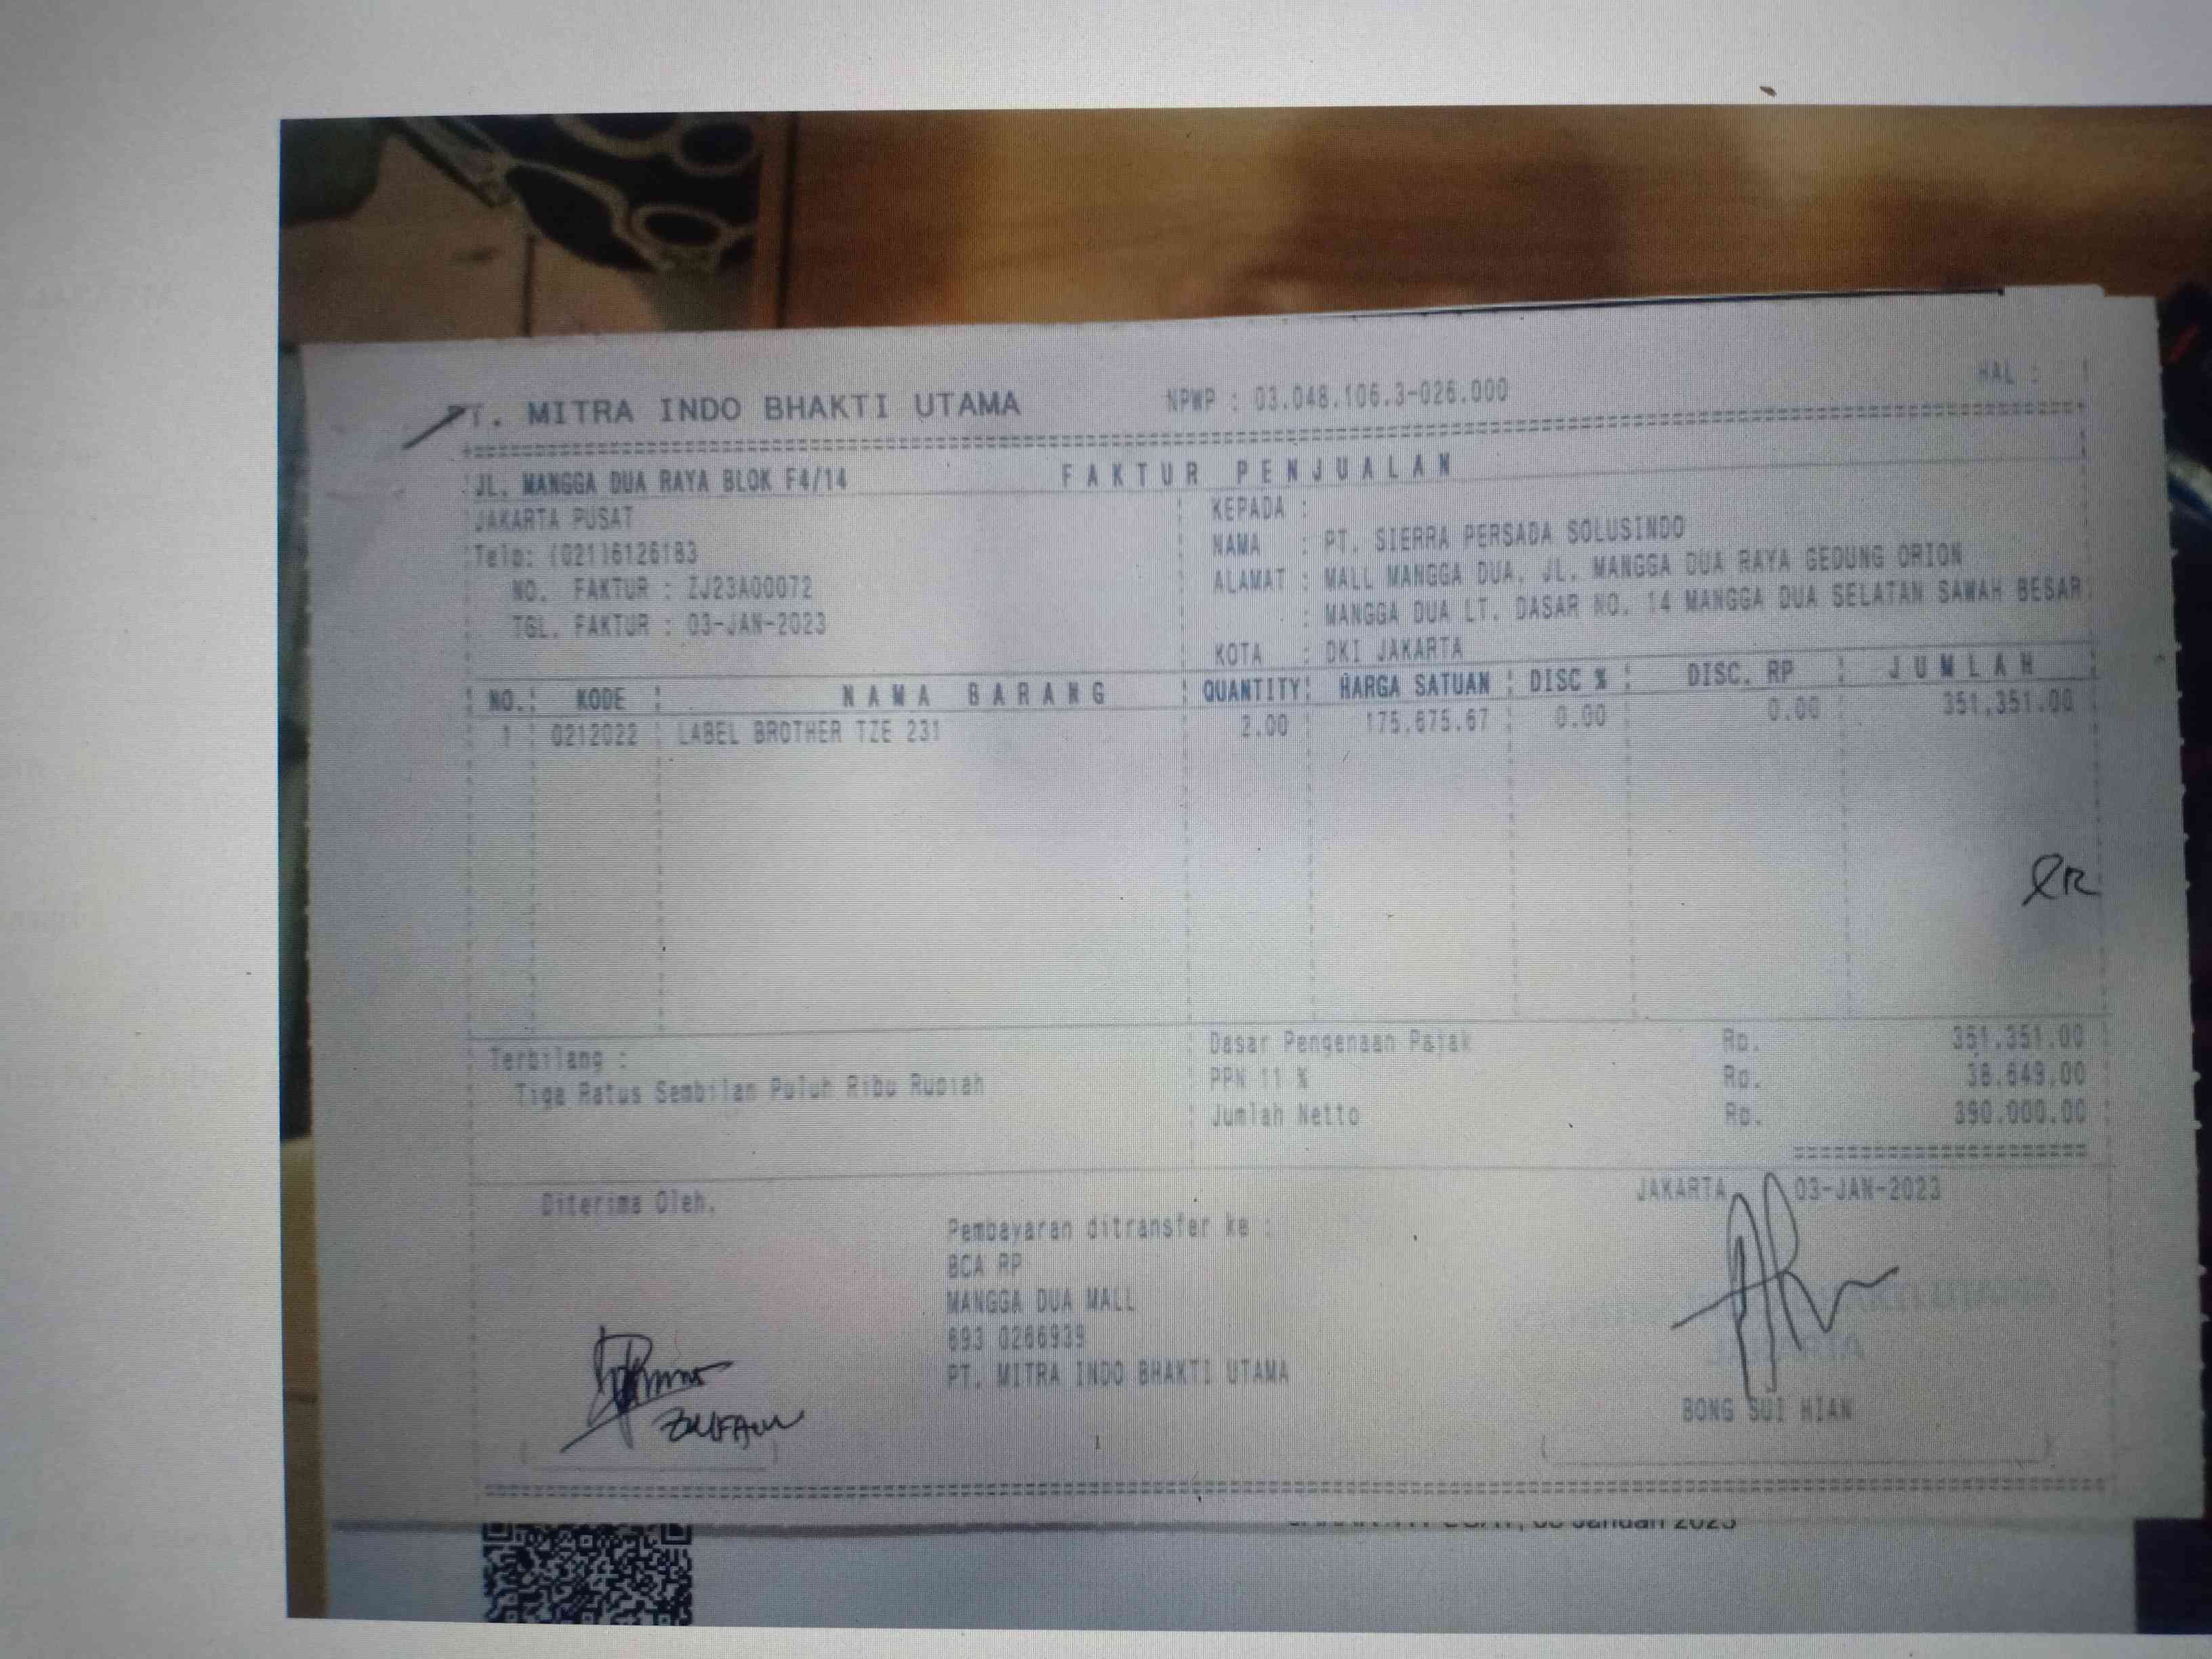 PT. MITRA INDO BHAKTI UTAMA NPWP : 03.048.106.3-026.000 HAL : 1
JL. MANGGA DUA RAYA BLOK F4/14 FAKTUR PENJUALAN
JAKARTA PUSAT KEPADA :
Telp: (021)6126183 NAMA : PT. SIERRA PERSADA SOLUSINDO
NO. FAKTUR : ZJ23A00072 ALAMAT : MALL MANGGA DUA, JL. MANGGA DUA RAYA GEDUNG ORION
TGL. FAKTUR : 03-JAN-2023 : MANGGA DUA LT. DASAR NO. 14 MANGGA DUA SELATAN SAWAH BESAR
KOTA : DKI JAKARTA
NO. KODE NAMA BARANG QUANTITY HARGA SATUAN DISC % DISC. RP JUMLAH
1 0212022 LABEL BROTHER TZE 231 2.00 175,675.67 0.00 0.00 351,351.00
Terbilang : Dasar Pengenaan Pajak Rp. 351,351.00
Tiga Ratus Sembilan Puluh Ribu Rupiah PPN 11 % Rp. 38,649.00
Jumlah Netto Rp. 390,000.00
Diterima Oleh, JAKARTA, 03-JAN-2023
Pembayaran ditransfer ke :
BCA RP
MANGGA DUA MALL
693 0266939
PT. MITRA INDO BHAKTI UTAMA
BONG SUI HIAN
2023